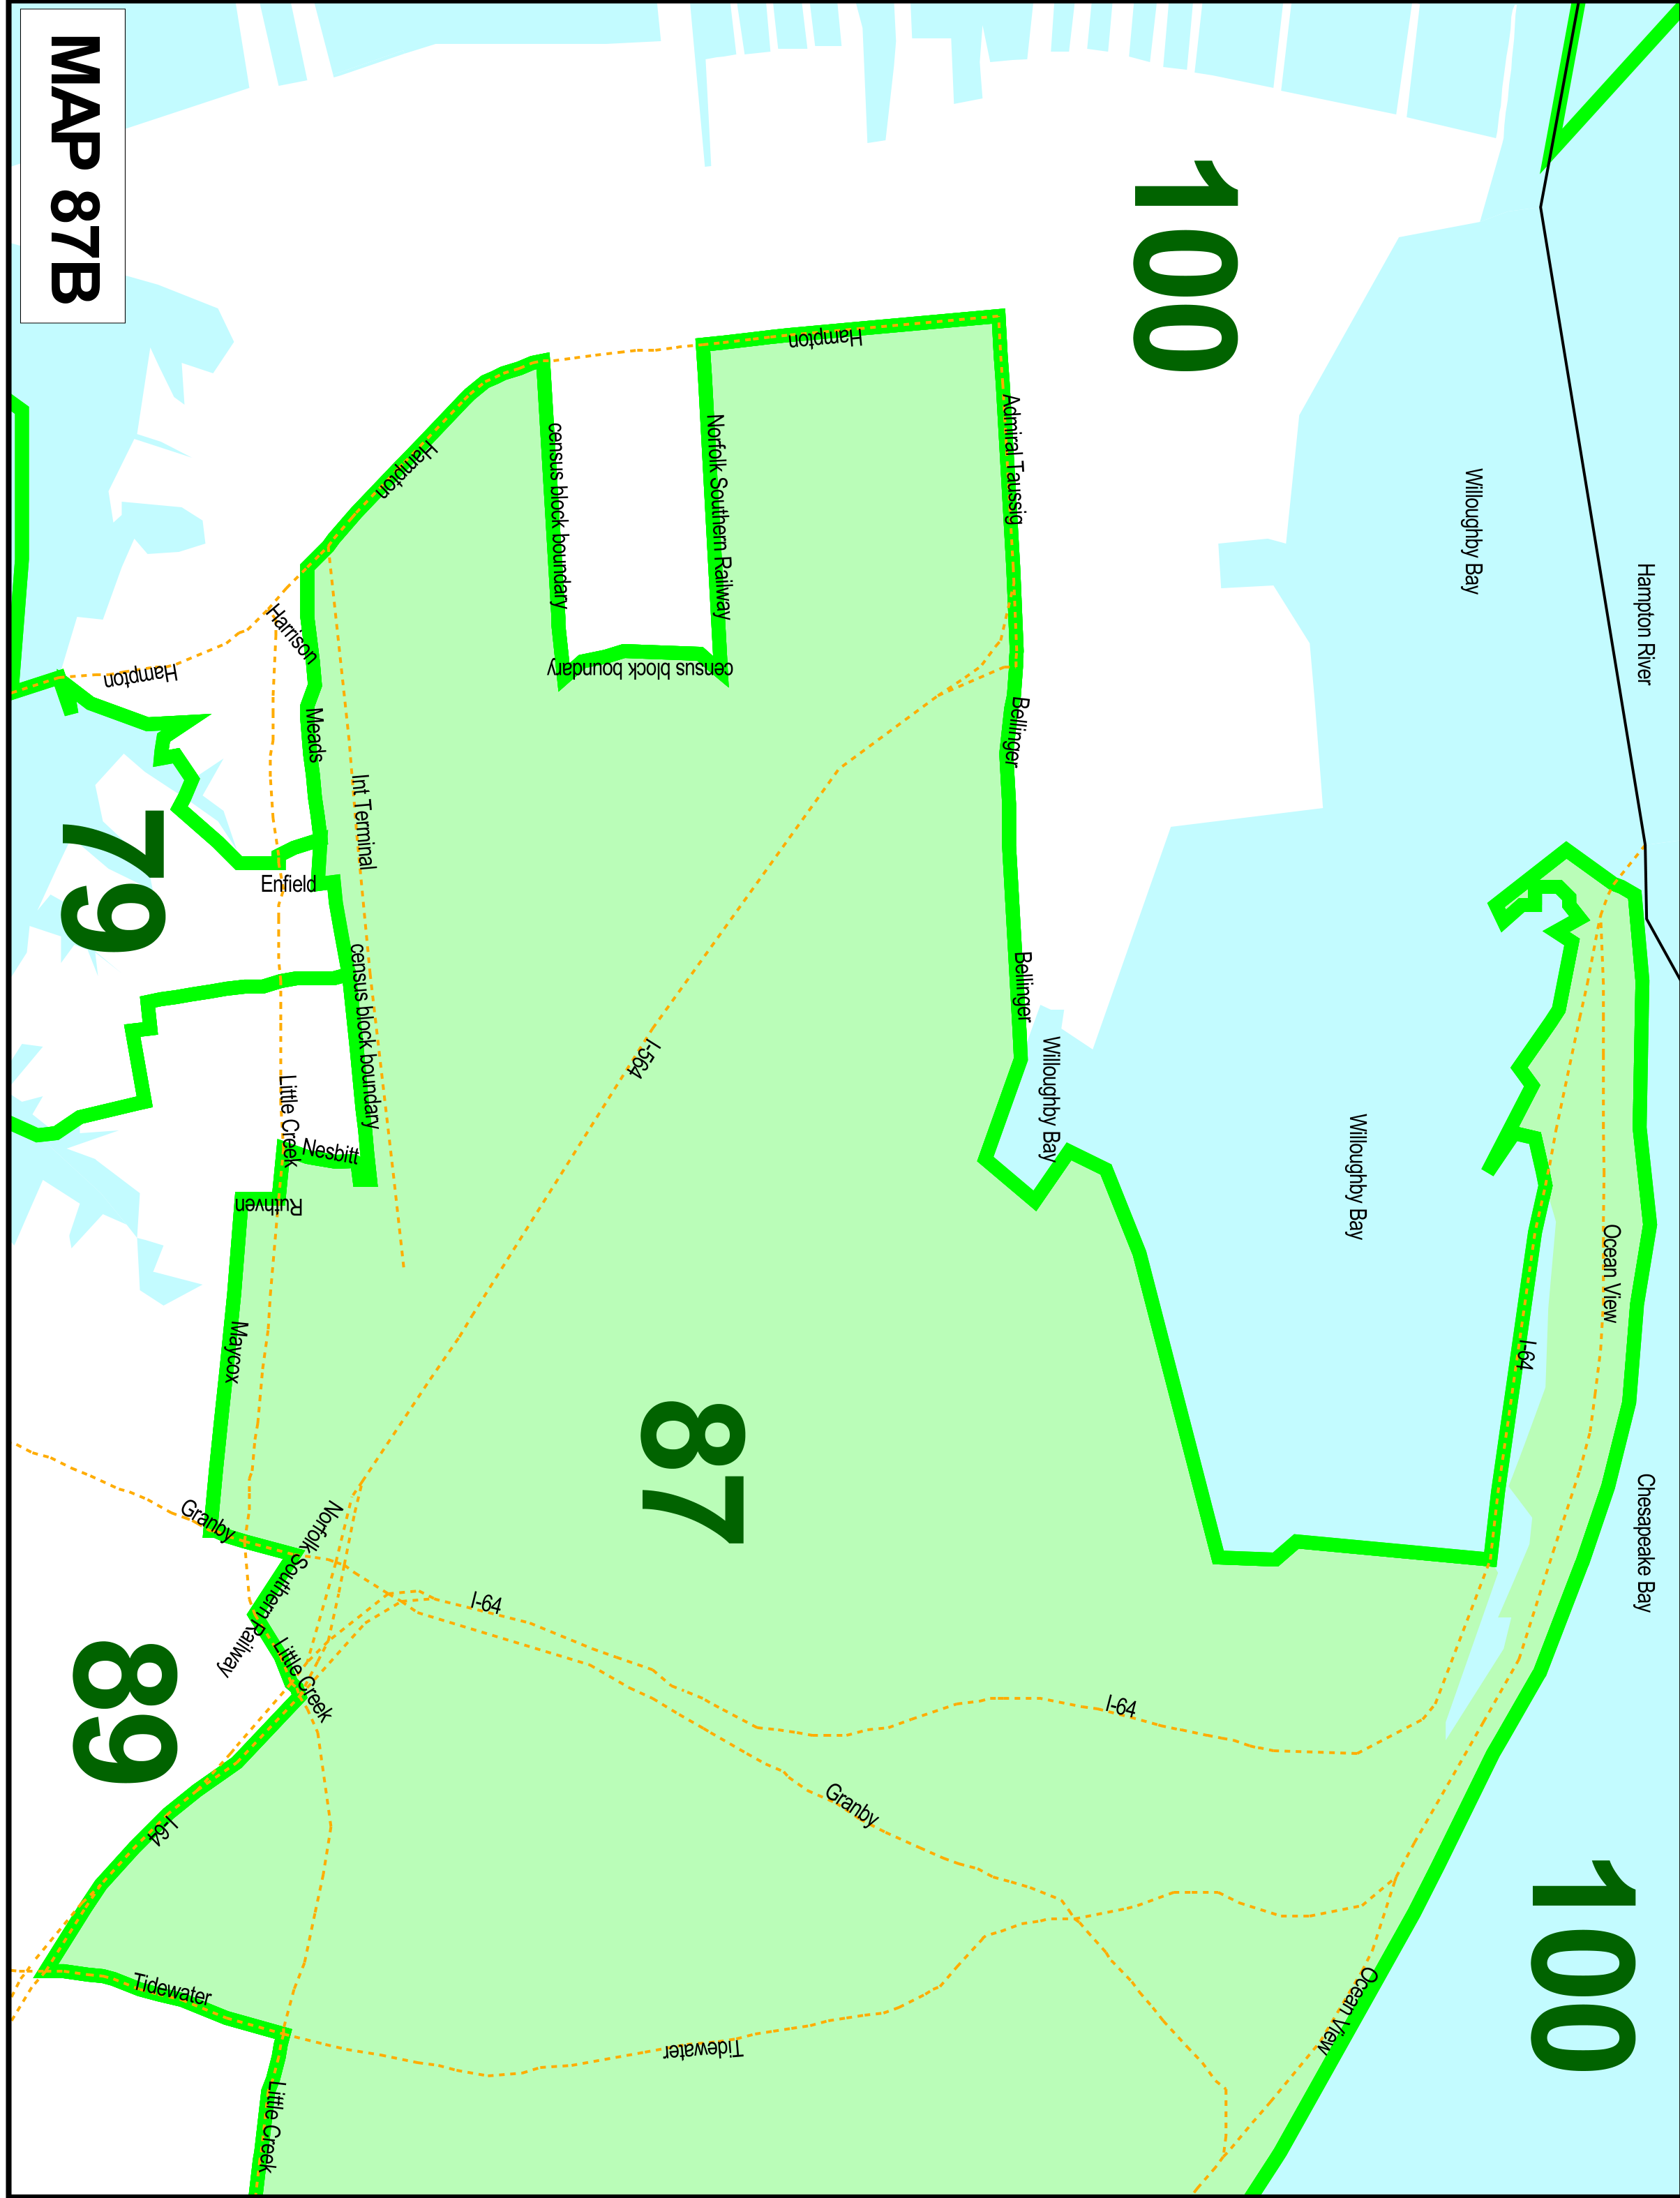 MAP 87B
100
Hampton
Hampton
Admiral Taussig
census block boundary
Norfolk Southern Railway
Willoughby Bay
Hampton River
Harrison
Hampton
census block boundary
Meads
Bellinger
Int Terminal
79
Enfield
census block boundary
Bellinger
I-564
Willoughby Bay
Willoughby Bay
Little Creek
Nesbitt
Ruthven
Ocean View
Maycox
I-64
87
Granby
Norfolk Southern Railway
Chesapeake Bay
I-64
Little Creek
89
I-64
Granby
I-64
100
Tidewater
Ocean View
Tidewater
Little Creek